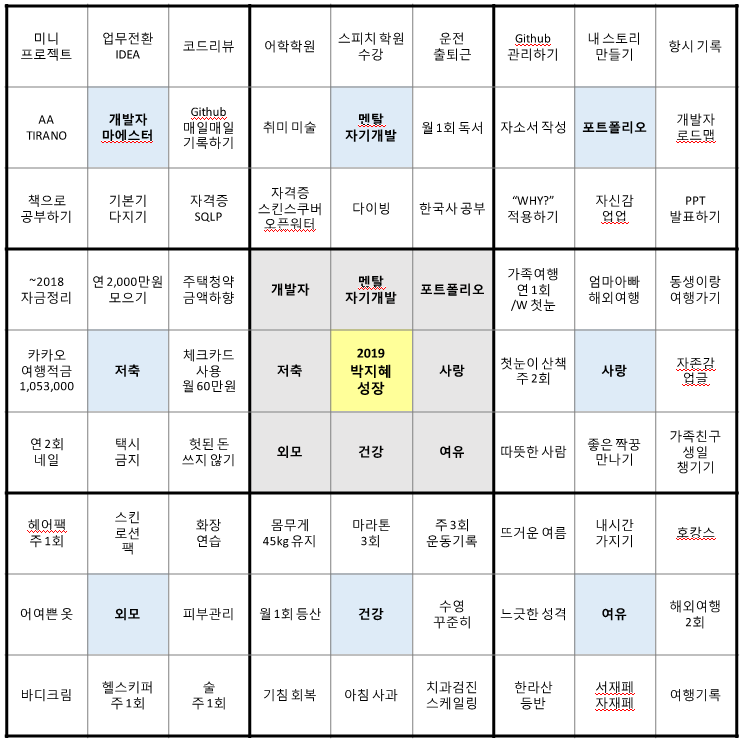 미니
프로젝트
업무전환
IDEA
코드리뷰
어학학원
스피치 학원
수강
운전
출퇴근
Github
관리하기
내 스토리
만들기
항시 기록
AA
TIRANO
개발자
마에스터
Github
매일매일
기록하기
취미 미술
멘탈
자기개발
월 1회 독서
자소서 작성
포트폴리오
개발자
로드맵
책으로
공부하기
기본기
다지기
자격증
SQLP
자격증
스킨스쿠버
오픈워터
다이빙
한국사 공부
“WHY?”
적용하기
자신감
업업
PPT
발표하기
~2018
자금정리
연 2,000만원
모으기
주택청약
금액하향
개발자
멘탈
자기개발
포트폴리오
가족여행
연 1회
/W 첫눈
엄마아빠
해외여행
동생이랑
여행가기
카카오
여행적금
1,053,000
저축
체크카드
사용
월 60만원
저축
2019
박지혜
성장
사랑
첫눈이 산책
주 2회
사랑
자존감
업글
연 2회
네일
택시
금지
헛된 돈
쓰지 않기
외모
건강
여유
따뜻한 사람
좋은 짝꿍
만나기
가족친구
생일
챙기기
헤어팩
주 1회
스킨
로션
팩
화장
연습
몸무게
45kg 유지
마라톤
3회
주 3회
운동기록
뜨거운 여름
내시간
가지기
호캉스
어여쁜 옷
외모
피부관리
월 1회 등산
건강
수영
꾸준히
느긋한 성격
여유
해외여행
2회
바디크림
헬스키퍼
주 1회
술
주 1회
기침 회복
아침 사과
치과검진
스케일링
한라산
등반
서재페
자재페
여행기록